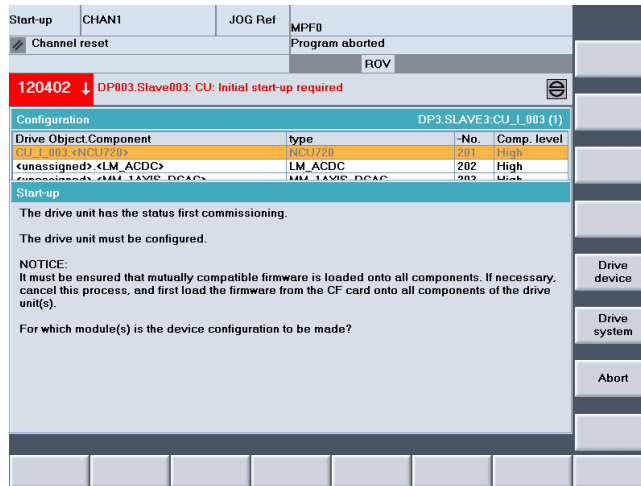 Start-up CHAN1 JOG Ref MPF0
Channel reset Program aborted
ROV
120402 ↓ DP003.Slave003: CU: Initial start-up required
Configuration DP3.SLAVE3:CU_I_003 (1)
Drive Object.Component type -No. Comp. level
CU_I_003.<NCU720> NCU720 201 High
<unassigned>.<LM_ACDC> LM_ACDC 202 High
<unassigned>.<MM_1AXIS_DCAC> MM_1AXIS_DCAC 203 High
Start-up
The drive unit has the status first commissioning.
The drive unit must be configured.
NOTICE:
It must be ensured that mutually compatible firmware is loaded onto all components. If necessary,
cancel this process, and first load the firmware from the CF card onto all components of the drive
unit(s).
For which module(s) is the device configuration to be made?
Drive
device
Drive
system
Abort